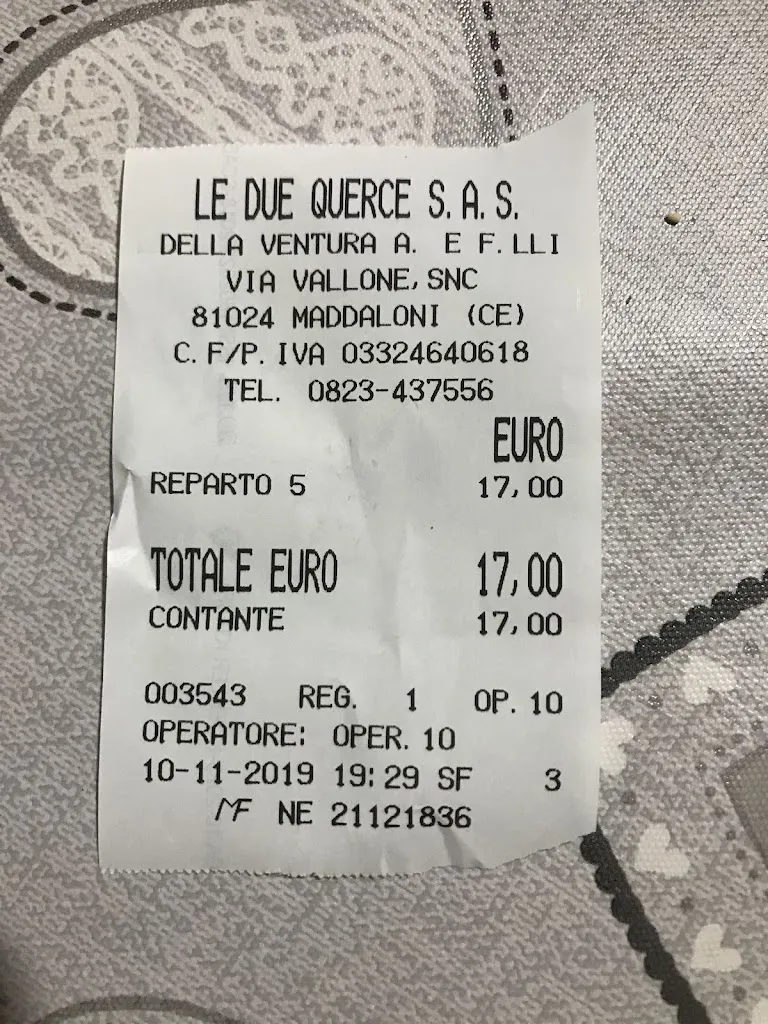 LE DUE QUERCE S.A.S.
DELLA VENTURA A. E F.LLI
VIA VALLONE, SNC
81024 MADDALONI (CE)
C.F/P.IVA 03324640618
TEL. 0823-437556
EURO
REPARTO 5 17,00
TOTALE EURO 17,00
CONTANTE 17,00
003543 REG. 1 OP. 10
OPERATORE: OPER. 10
10-11-2019 19:29 SF 3
MF NE 21121836